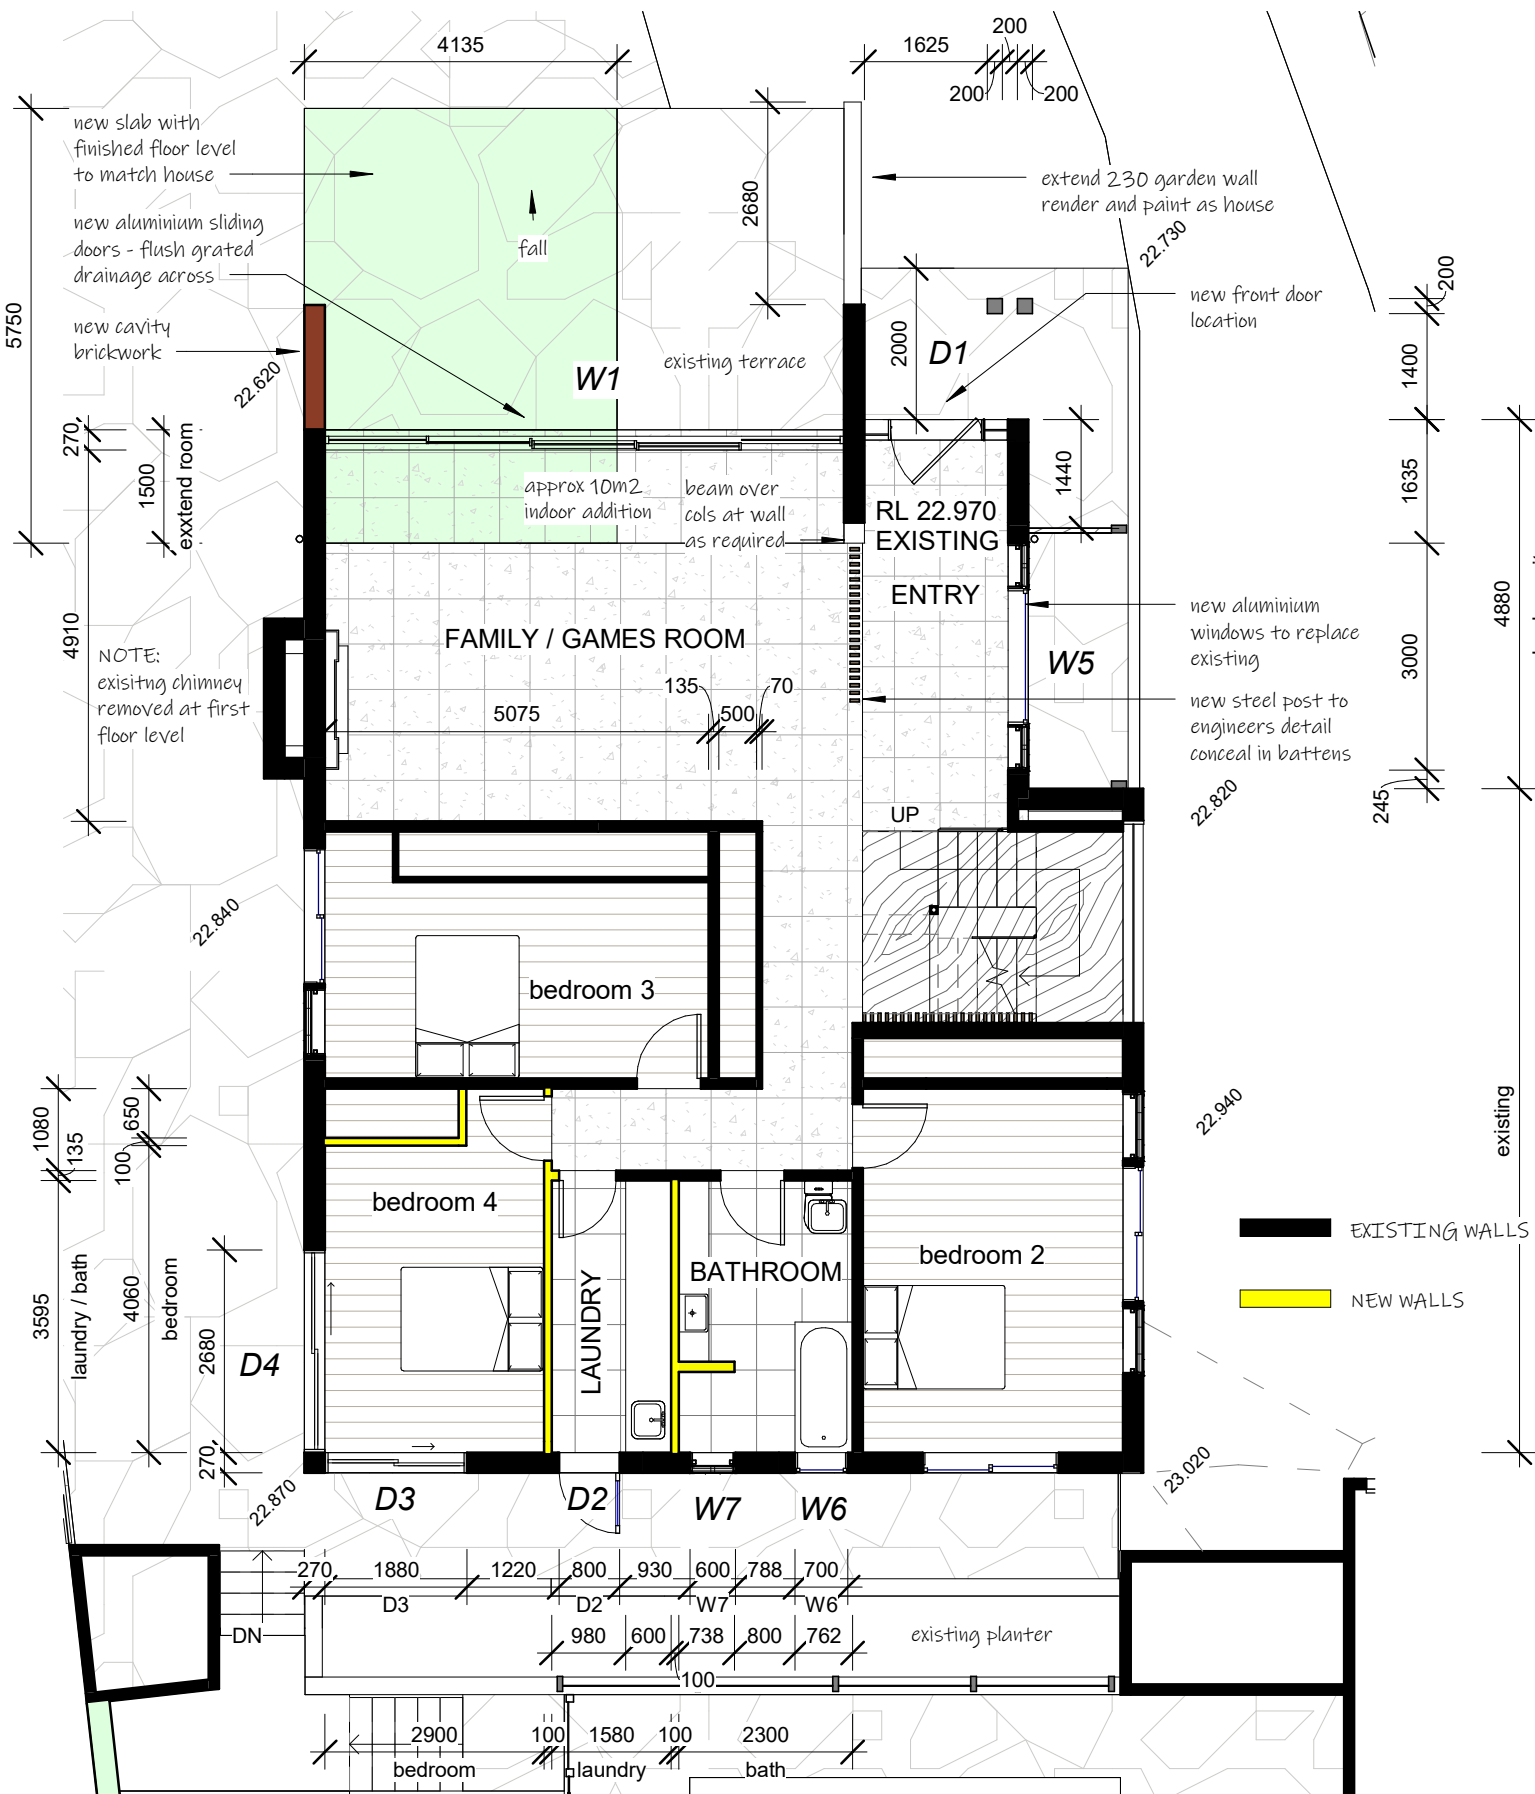 4135
1625
200
200
200
new slab with
finished floor level
to match house
new aluminium sliding
doors - flush grated
drainage across
fall
2680
extend 230 garden wall
render and paint as house
22.730
new front door
location
200
5750
new cavity
brickwork
22.620
W1
existing terrace
2000
D1
1400
270
1500
exxtend room
approx 10m2
indoor addition
beam over
cols at wall
as required
RL 22.970
EXISTING
1440
1635
ENTRY
4910
FAMILY / GAMES ROOM
new aluminium
windows to replace
existing
W5
3000
4880
NOTE:
exisitng chimney
removed at first
floor level
135
70
5075
500
new steel post to
engineers detail
conceal in battens
UP
22.820
245
22.840
bedroom 3
22.940
existing
1080
135
650
100
bedroom 4
EXISTING WALLS
bedroom 2
BATHROOM
LAUNDRY
NEW WALLS
3595
laundry / bath
4060
bedroom
2680
D4
270
22.870
23.020
D3
D2
W7
W6
270
1880
1220
800
930
600
788
700
D3
D2
W7
W6
DN
980
600
738
800
762
existing planter
100
2900
100
1580
100
2300
bedroom
laundry
bath